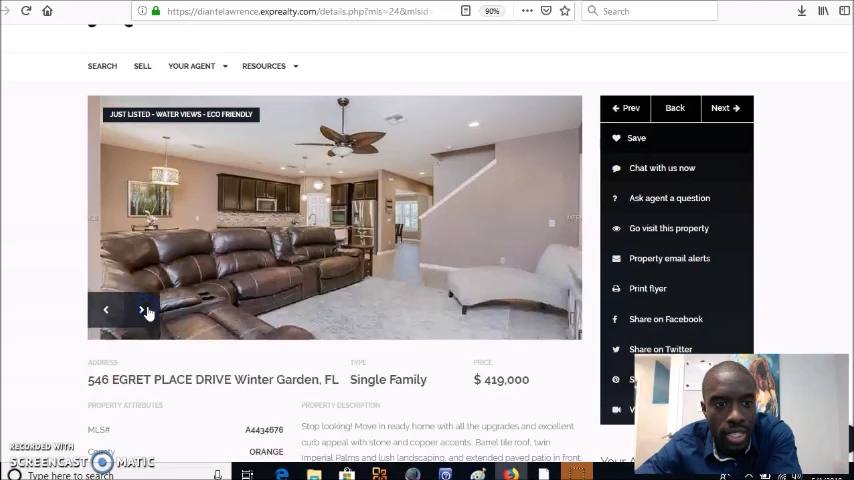 https://diantelawrence.exprealty.com/details.php?mls=24&mlsid=
90%
Search
SEARCH SELL YOUR AGENT RESOURCES
JUST LISTED - WATER VIEWS - ECO FRIENDLY
Prev Back Next
Save
Chat with us now
? Ask agent a question
Go visit this property
Property email alerts
Print flyer
Share on Facebook
Share on Twitter
ADDRESS TYPE PRICE
546 EGRET PLACE DRIVE Winter Garden, FL Single Family $ 419,000
PROPERTY ATTRIBUTES PROPERTY DESCRIPTION
MLS# A4434676
Stop looking! Move in ready home with all the upgrades and excellent
curb appeal with stone and copper accents. Barrel tile roof, twin
County ORANGE
Imperial Palms and lush landscaping, and extended paved patio in front.
RECORDED WITH
SCREENCAST MATIC
Type here to search